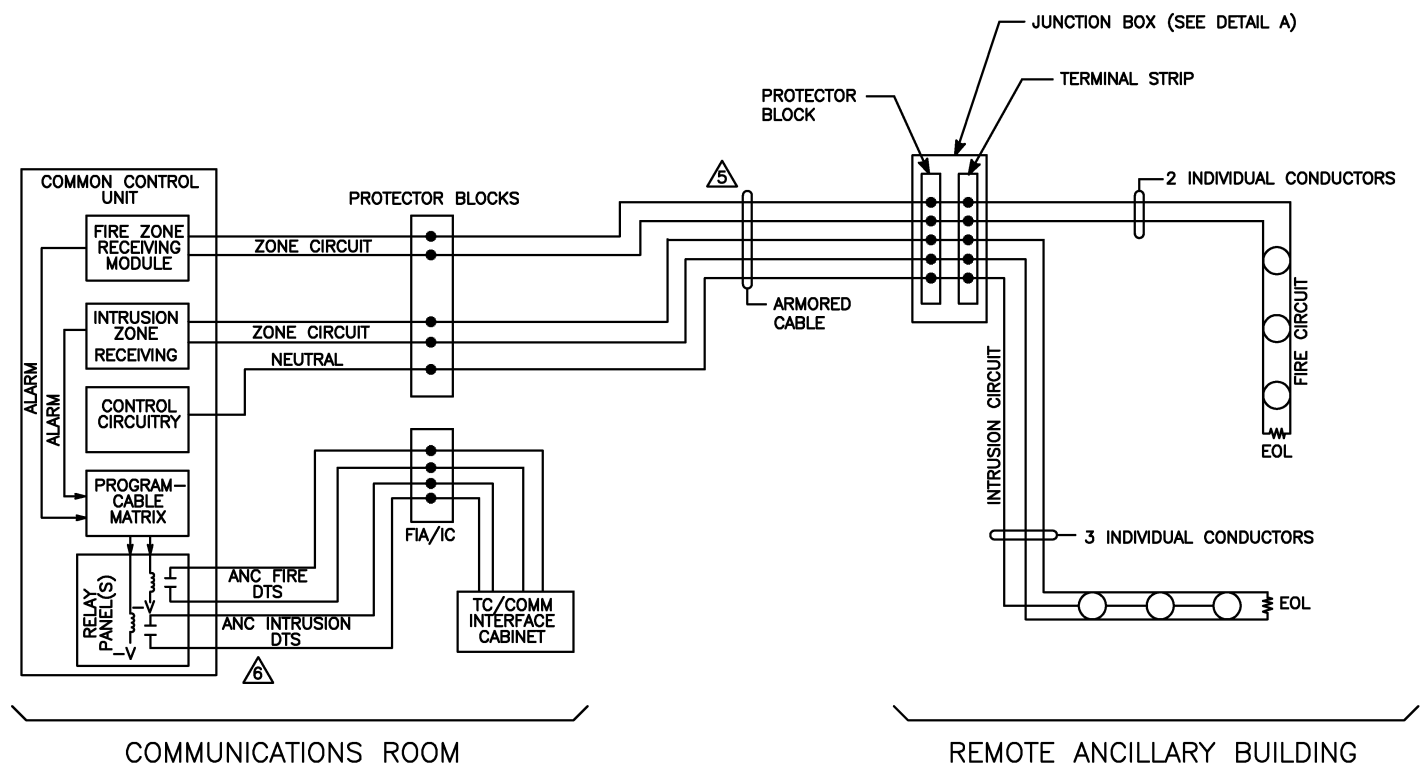 JUNCTION BOX (SEE DETAIL A)
TERMINAL STRIP
PROTECTOR
BLOCK
5
2 INDIVIDUAL CONDUCTORS
COMMON CONTROL
UNIT
PROTECTOR BLOCKS
FIRE ZONE
RECEIVING
MODULE
ZONE CIRCUIT
INTRUSION
ZONE
RECEIVING
ZONE CIRCUIT
NEUTRAL
ARMORED
CABLE
FIRE CIRCUIT
ALARM
ALARM
CONTROL
CIRCUITRY
INTRUSION CIRCUIT
EOL
PROGRAM-
CABLE
MATRIX
FIA/IC
3 INDIVIDUAL CONDUCTORS
RELAY
PANEL(S)
-V
-V
ANC FIRE
DTS
ANC INTRUSION
DTS
6
TC/COMM
INTERFACE
CABINET
EOL
COMMUNICATIONS ROOM
REMOTE ANCILLARY BUILDING